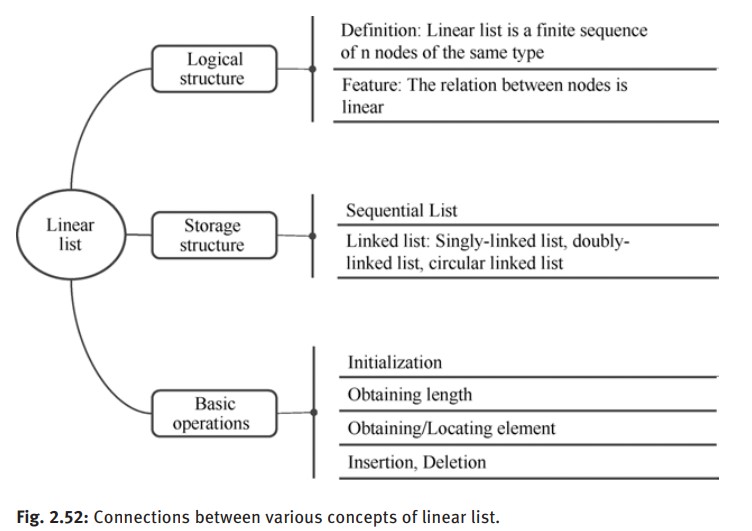 Linear
list
Logical
structure
Definition: Linear list is a finite sequence
of n nodes of the same type
Feature: The relation between nodes is
linear
Storage
structure
Sequential List
Linked list: Singly-linked list, doubly-
linked list, circular linked list
Basic
operations
Initialization
Obtaining length
Obtaining/Locating element
Insertion, Deletion
Fig. 2.52: Connections between various concepts of linear list.